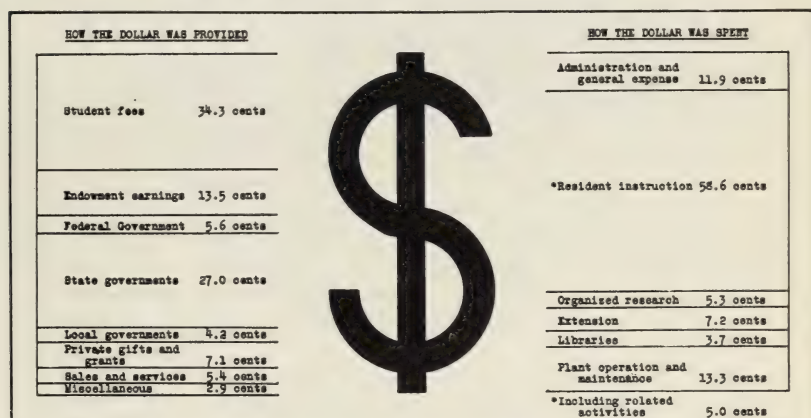 HOW THE DOLLAR WAS PROVIDED
Student fees 34.3 cents
Endowment earnings 13.5 cents
Federal Government 5.6 cents
State governments 27.0 cents
Local governments 4.2 cents
Private gifts and
grants 7.1 cents
Sales and services 5.4 cents
Miscellaneous 2.9 cents
$
HOW THE DOLLAR WAS SPENT
Administration and
general expense 11.9 cents
*Resident instruction 58.6 cents
Organized research 5.3 cents
Extension 7.2 cents
Libraries 3.7 cents
Plant operation and
maintenance 13.3 cents
*Including related
activities 5.0 cents